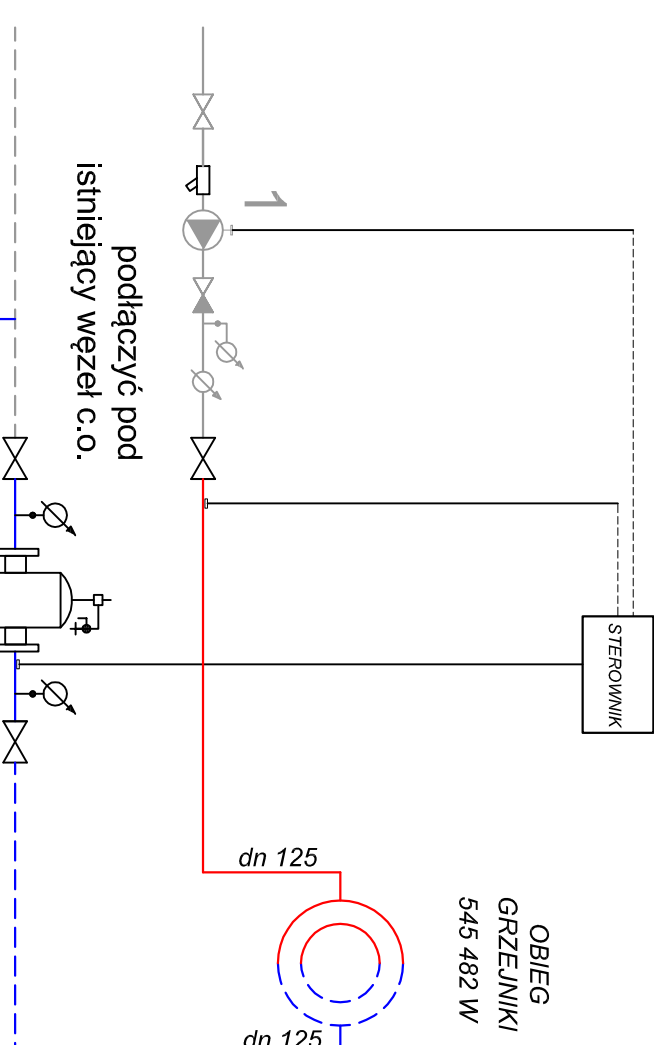 1
podłączyć pod
istniejący węzeł c.o.
STEROWNIK
dn 125
OBIEG
GRZEJNIKI
545 482 W
dn 125